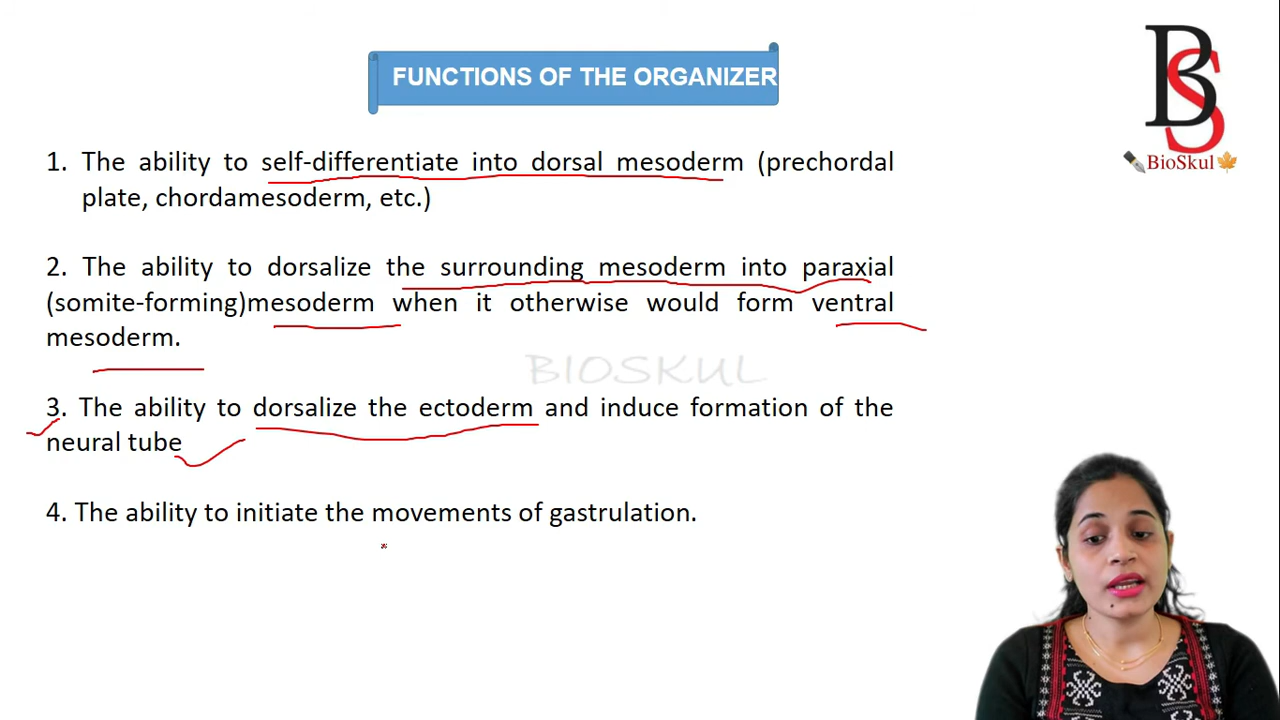 FUNCTIONS OF THE ORGANIZER
BS
BioSkul
1. The ability to self-differentiate into dorsal mesoderm (prechordal
plate, chordamesoderm, etc.)
2. The ability to dorsalize the surrounding mesoderm into paraxial
(somite-forming)mesoderm when it otherwise would form ventral
mesoderm.
BIOSKUL
3. The ability to dorsalize the ectoderm and induce formation of the
neural tube
4. The ability to initiate the movements of gastrulation.